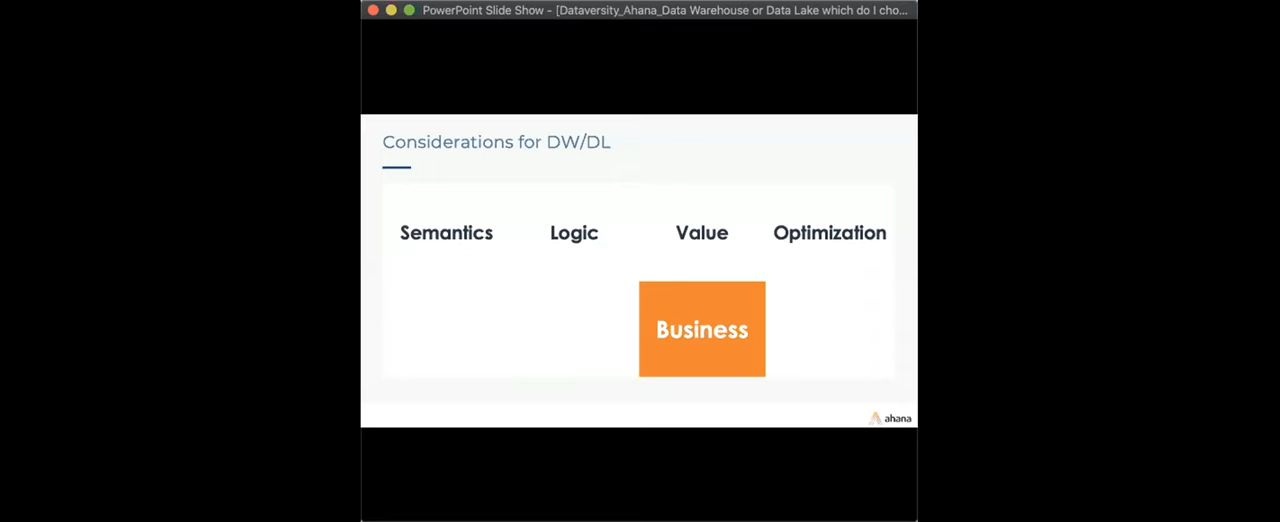 PowerPoint Slide Show - [Dataversity_Ahana_Data Warehouse or Data Lake which do I cho...
Considerations for DW/DL
Semantics Logic Value Optimization
Business
ahana